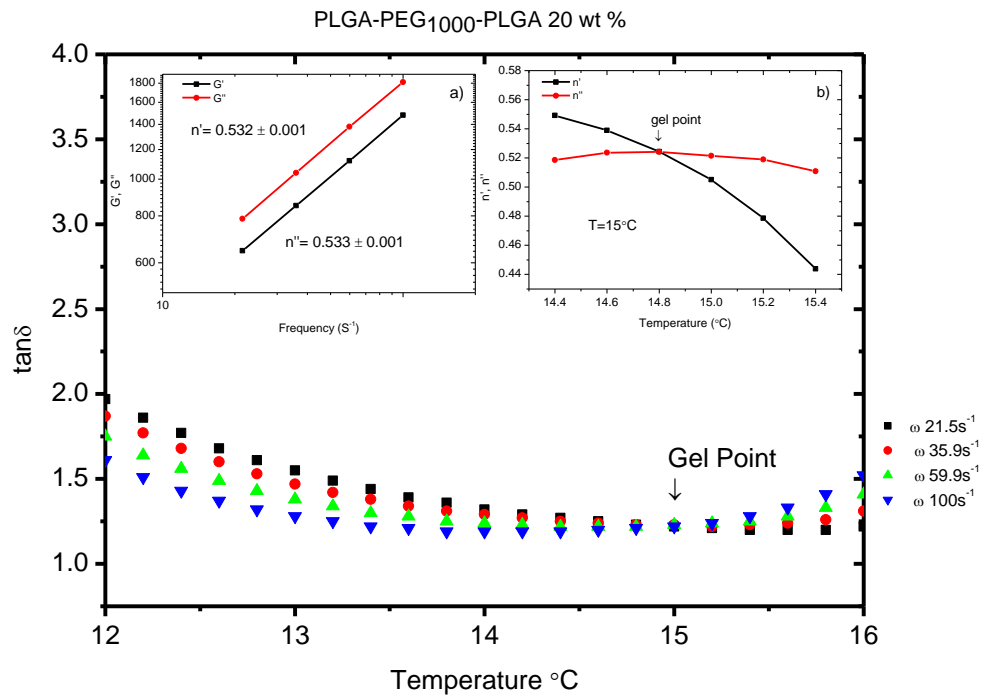 PLGA-PEG1000-PLGA 20 wt %
4.0
3.5
3.0
2.5
2.0
1.5
1.0
tanδ
12
13
14
15
16
Temperature °C
Gel Point
↓
ω 21.5s-1
ω 35.9s-1
ω 59.9s-1
ω 100s-1
G'
G''
a)
n'= 0.532 ± 0.001
n''= 0.533 ± 0.001
1800
1600
1400
1200
1000
800
600
G', G''
10
Frequency (S-1)
n'
n''
b)
gel point
↓
T=15°C
0.58
0.56
0.54
0.52
0.50
0.48
0.46
0.44
n', n''
14.4
14.6
14.8
15.0
15.2
15.4
Temperature (°C)